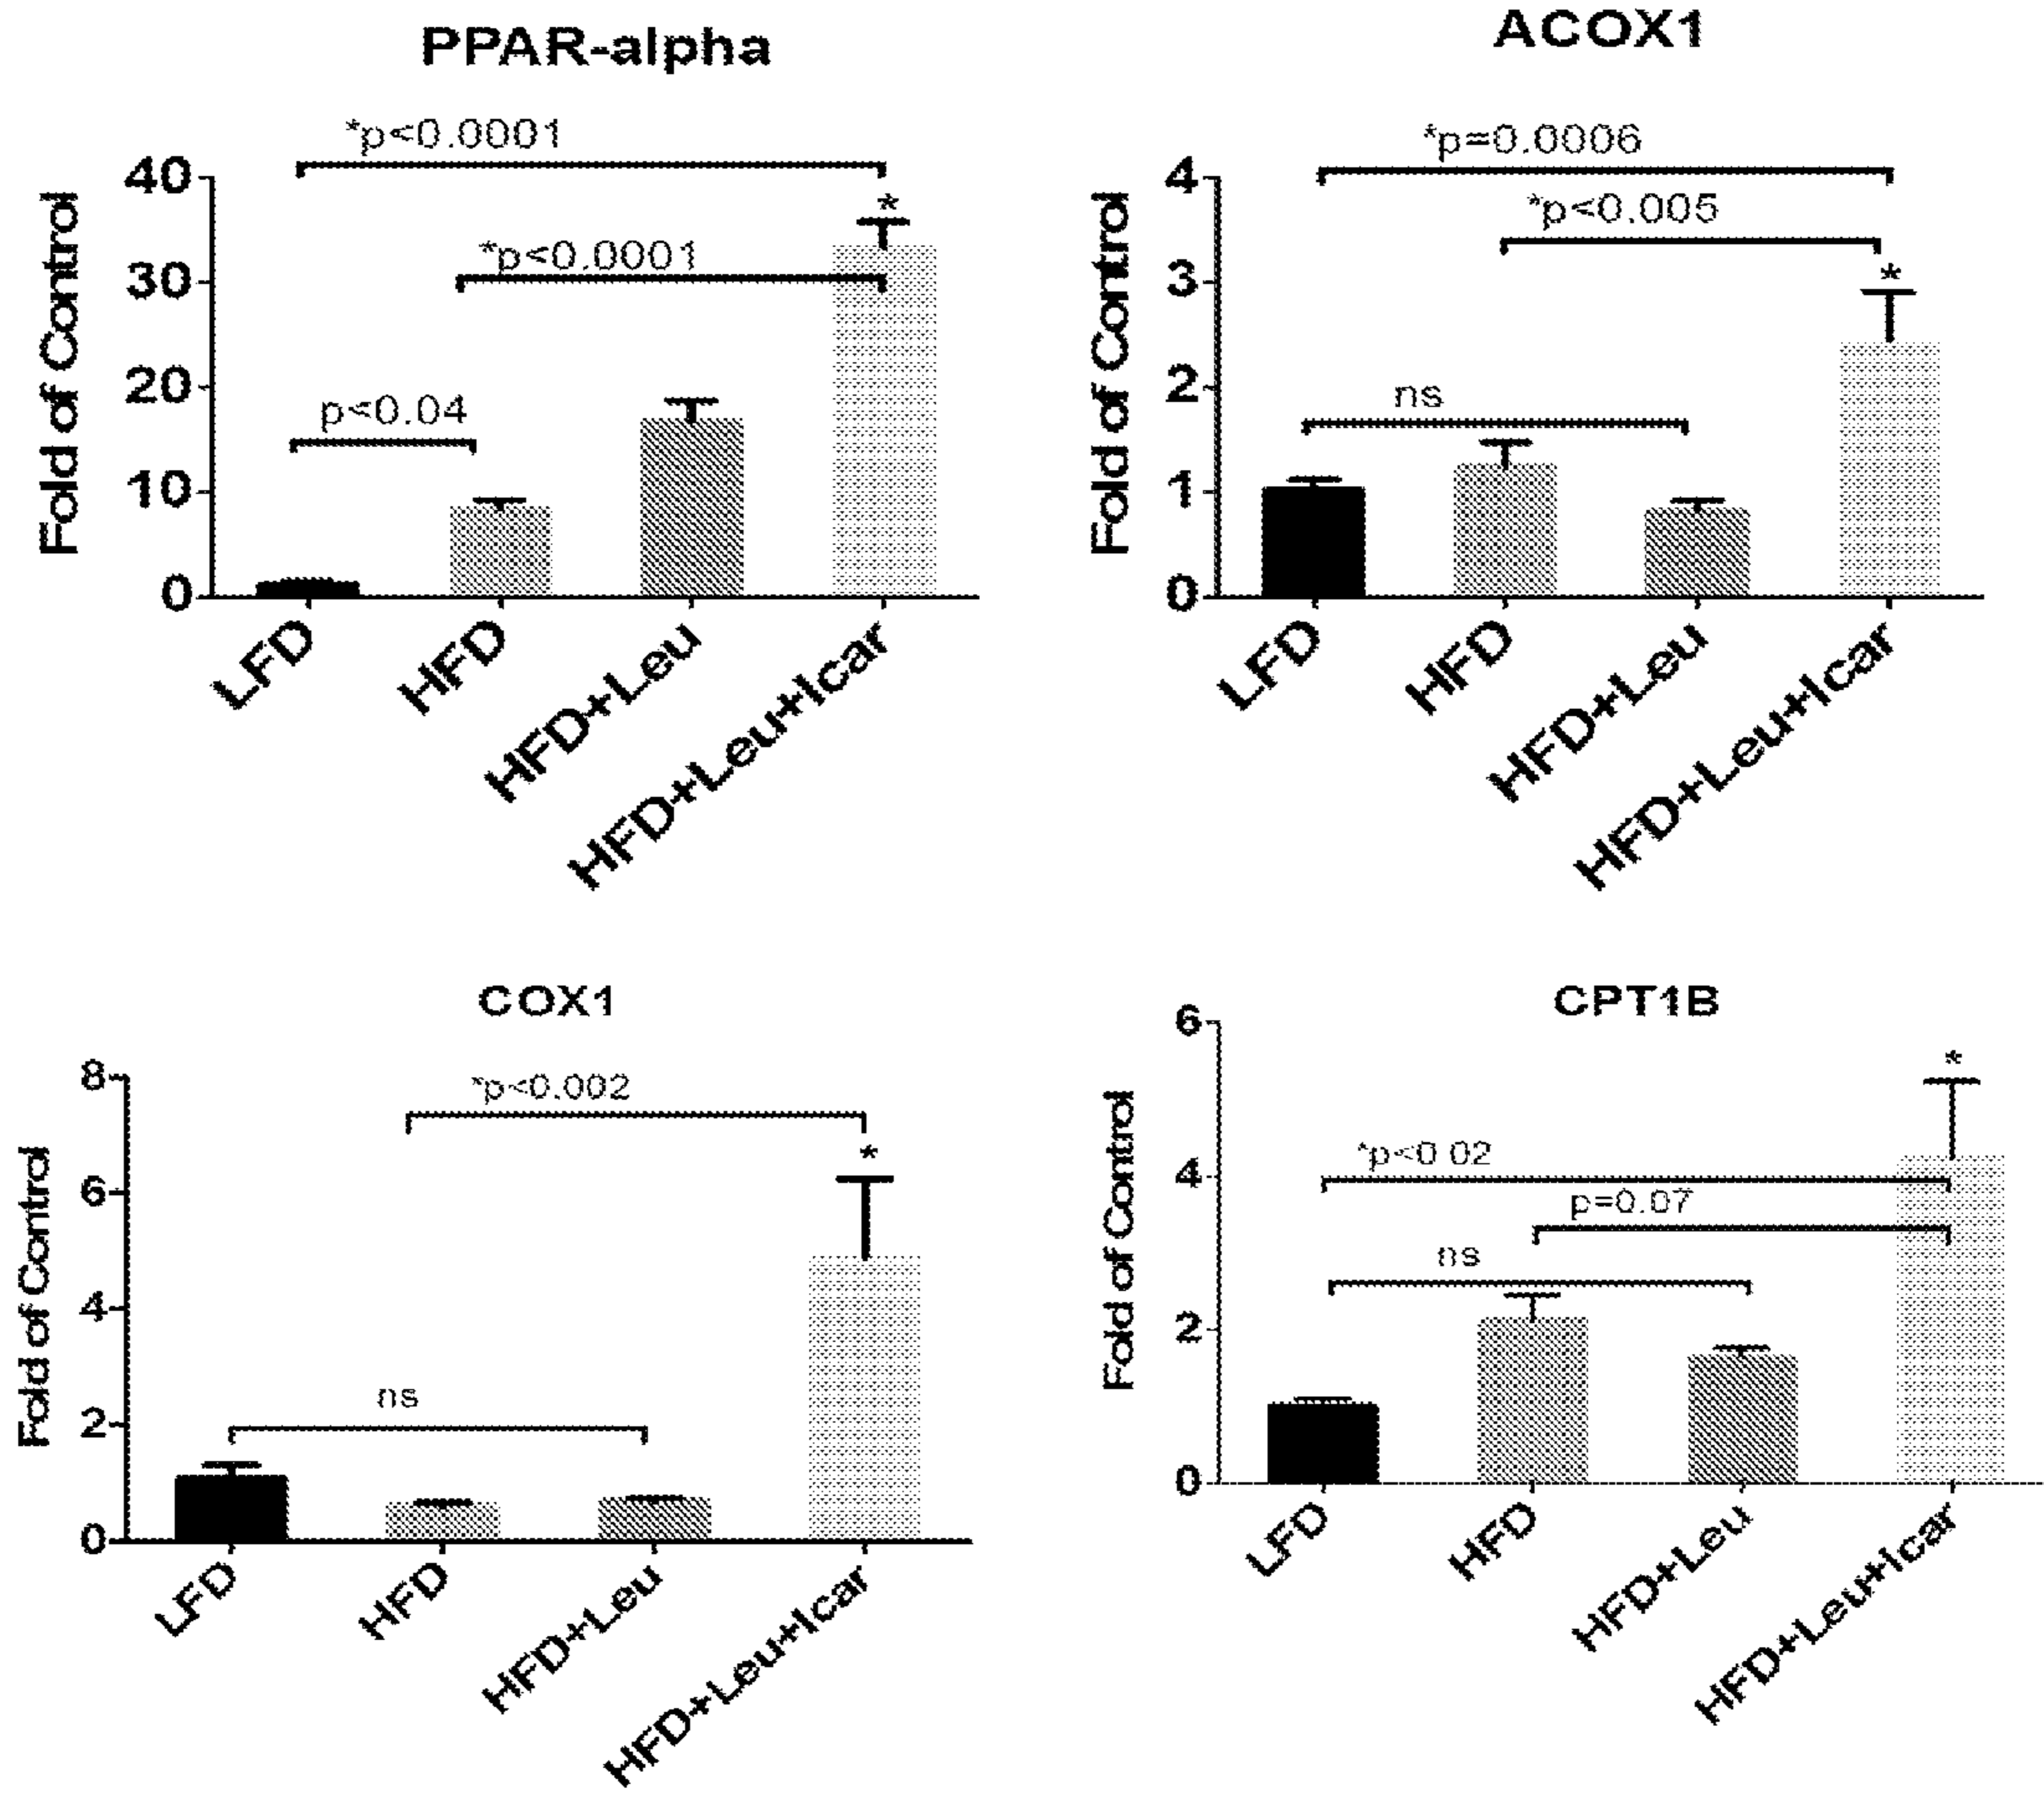 PPAR-alpha
*p<0.0001
*p<0.0001
p<0.04
Fold of Control
40
30
20
10
0
*
LFD
HFD
HFD+Leu
HFD+Leu+Icar
ACOX1
*p=0.0006
*p<0.005
ns
Fold of Control
4
3
2
1
0
*
LFD
HFD
HFD+Leu
HFD+Leu+Icar
COX1
*p<0.002
ns
Fold of Control
8
6
4
2
0
*
LFD
HFD
HFD+Leu
HFD+Leu+Icar
CPT1B
*p<0 02
p=0.07
ns
Fold of Control
6
4
2
0
*
LFD
HFD
HFD+Leu
HFD+Leu+Icar